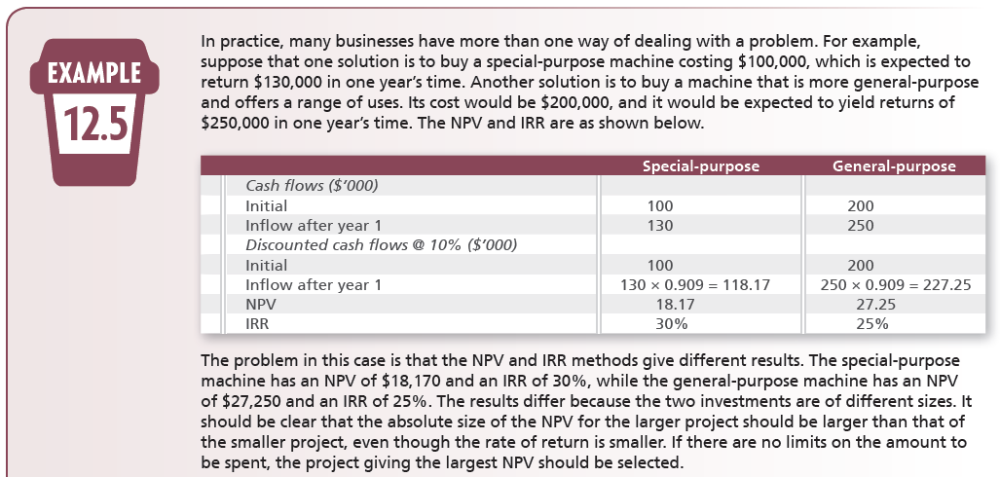 EXAMPLE
12.5
In practice, many businesses have more than one way of dealing with a problem. For example,
suppose that one solution is to buy a special-purpose machine costing $100,000, which is expected to
return $130,000 in one year’s time. Another solution is to buy a machine that is more general-purpose
and offers a range of uses. Its cost would be $200,000, and it would be expected to yield returns of
$250,000 in one year’s time. The NPV and IRR are as shown below.
Special-purpose General-purpose
Cash flows ($’000)
Initial 100 200
Inflow after year 1 130 250
Discounted cash flows @ 10% ($’000)
Initial 100 200
Inflow after year 1 130 × 0.909 = 118.17 250 × 0.909 = 227.25
NPV 18.17 27.25
IRR 30% 25%
The problem in this case is that the NPV and IRR methods give different results. The special-purpose
machine has an NPV of $18,170 and an IRR of 30%, while the general-purpose machine has an NPV
of $27,250 and an IRR of 25%. The results differ because the two investments are of different sizes. It
should be clear that the absolute size of the NPV for the larger project should be larger than that of
the smaller project, even though the rate of return is smaller. If there are no limits on the amount to
be spent, the project giving the largest NPV should be selected.